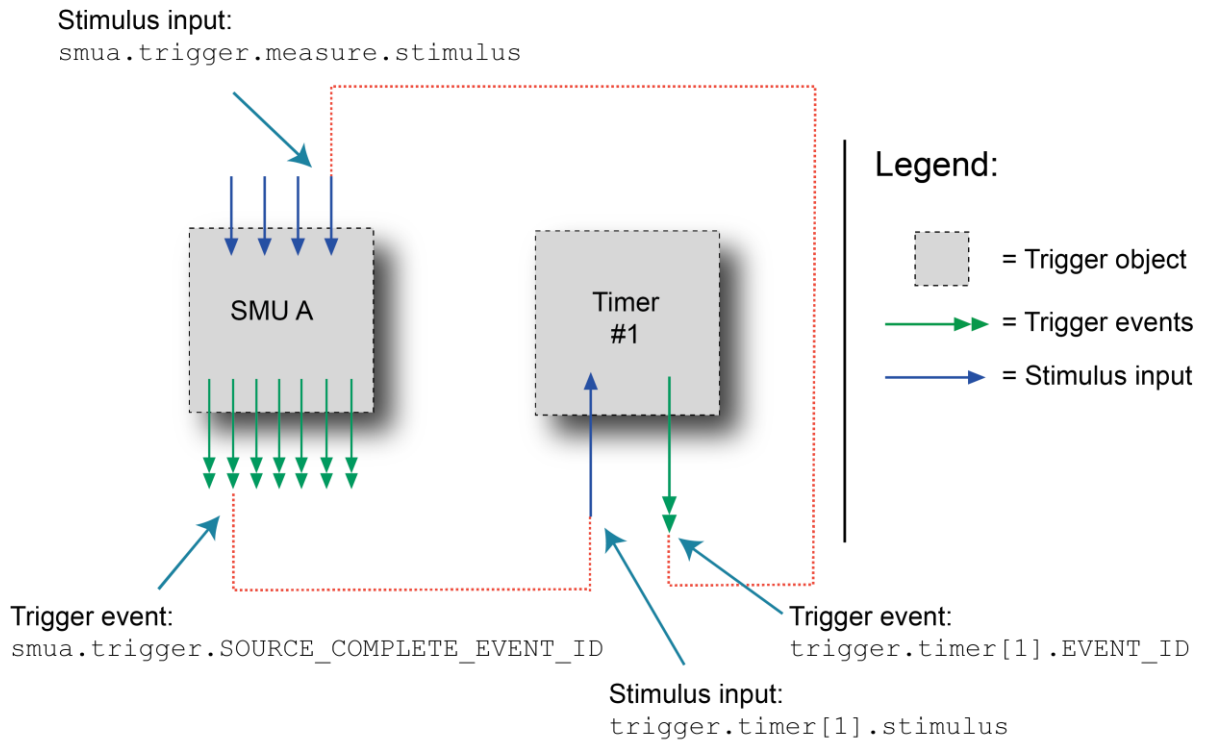 Stimulus input:
smua.trigger.measure.stimulus
Legend:
= Trigger object
= Trigger events
= Stimulus input
SMU A
Timer
#1
Trigger event:
smua.trigger.SOURCE_COMPLETE_EVENT_ID
Trigger event:
trigger.timer[1].EVENT_ID
Stimulus input:
trigger.timer[1].stimulus